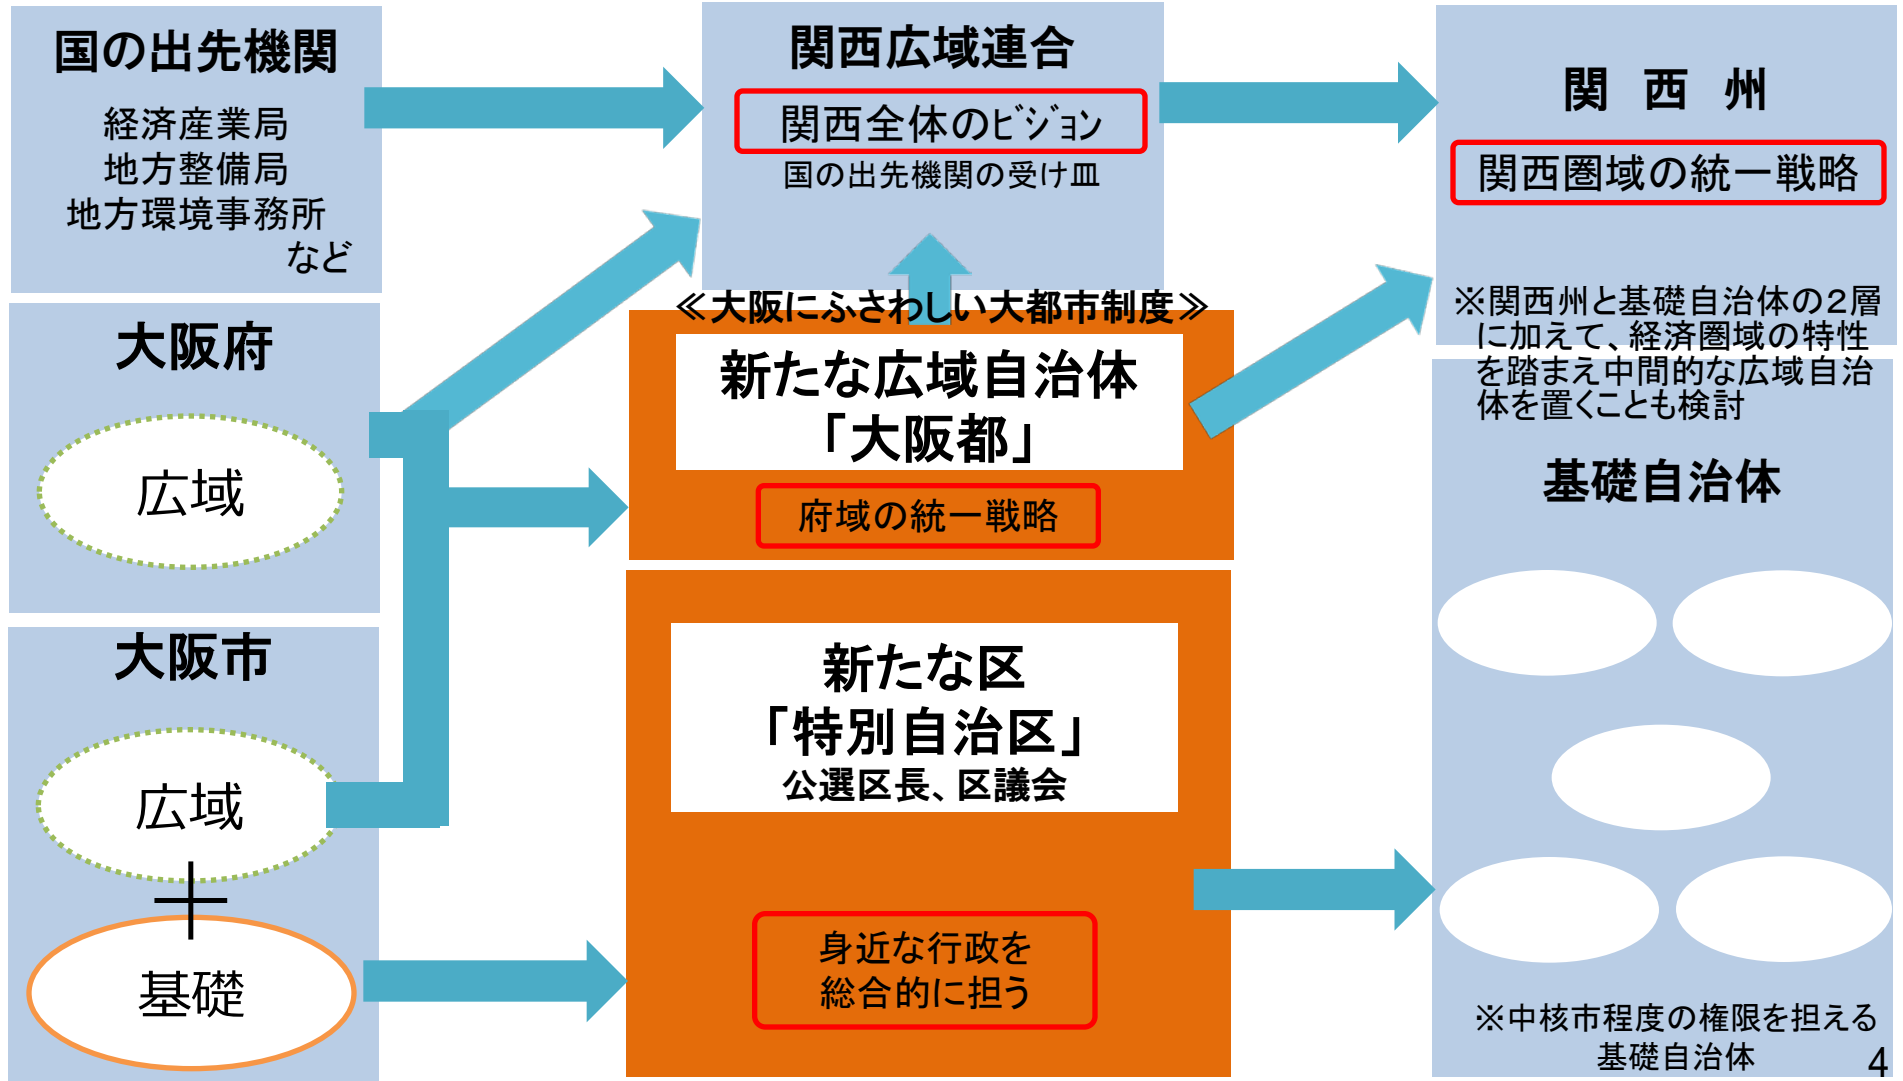 国の出先機関
経済産業局
地方整備局
地方環境事務所
など
関西広域連合
関西全体のﾋﾞｼﾞｮﾝ
国の出先機関の受け皿
関 西 州
関西圏域の統一戦略
※関西州と基礎自治体の２層
に加えて、経済圏域の特性
を踏まえ中間的な広域自治
体を置くことも検討
大阪府
広域
≪大阪にふさわしい大都市制度≫
新たな広域自治体
「大阪都」
府域の統一戦略
大阪市
広域
＋
基礎
新たな区
「特別自治区」
公選区長、区議会
身近な行政を
総合的に担う
基礎自治体
※中核市程度の権限を担える
基礎自治体
4